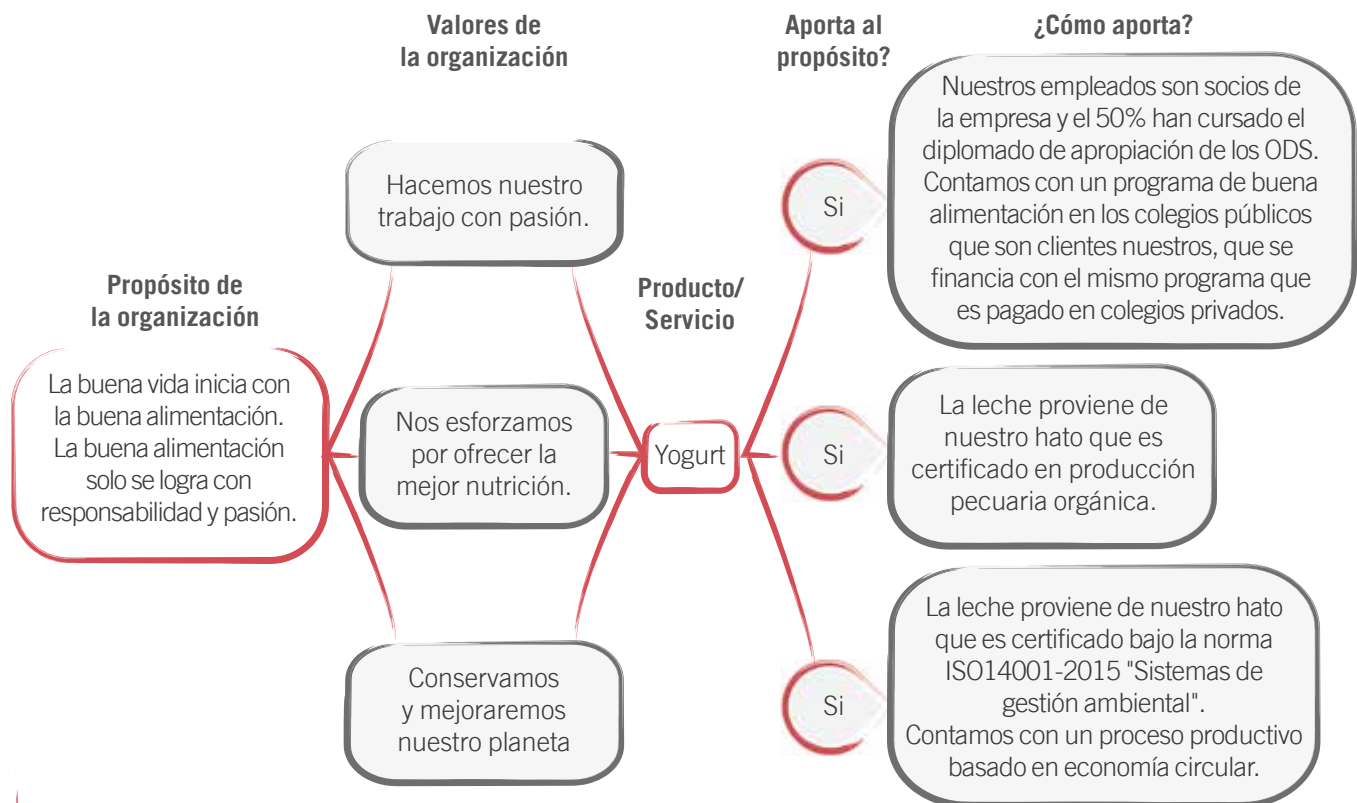 Valores de
la organización
Aporta al
propósito?
¿Cómo aporta?
Propósito de
la organización
La buena vida inicia con
la buena alimentación.
La buena alimentación
solo se logra con
responsabilidad y pasión.
Hacemos nuestro
trabajo con pasión.
Nos esforzamos
por ofrecer la
mejor nutrición.
Conservamos
y mejoraremos
nuestro planeta
Producto/
Servicio
Yogurt
Si
Nuestros empleados son socios de
la empresa y el 50% han cursado el
diplomado de apropiación de los ODS.
Contamos con un programa de buena
alimentación en los colegios públicos
que son clientes nuestros, que se
financia con el mismo programa que
es pagado en colegios privados.
Si
La leche proviene de
nuestro hato que es
certificado en producción
pecuaria orgánica.
Si
La leche proviene de nuestro hato
que es certificado bajo la norma
ISO14001-2015 "Sistemas de
gestión ambiental".
Contamos con un proceso productivo
basado en economía circular.